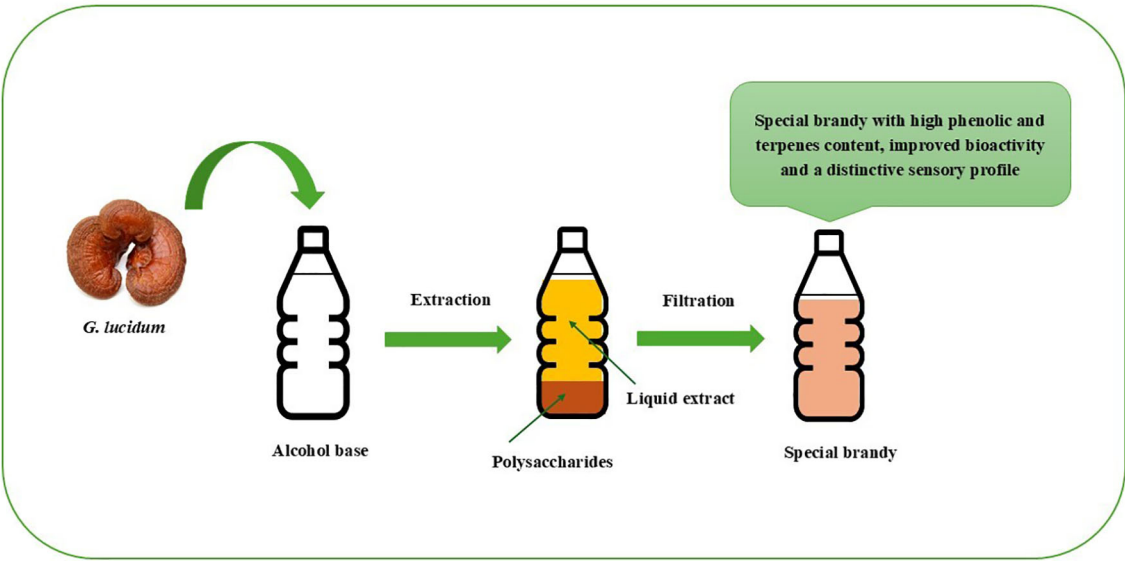 Special brandy with high phenolic and
terpenes content, improved bioactivity
and a distinctive sensory profile
G. lucidum
Extraction
Filtration
Liquid extract
Alcohol base
Polysaccharides
Special brandy